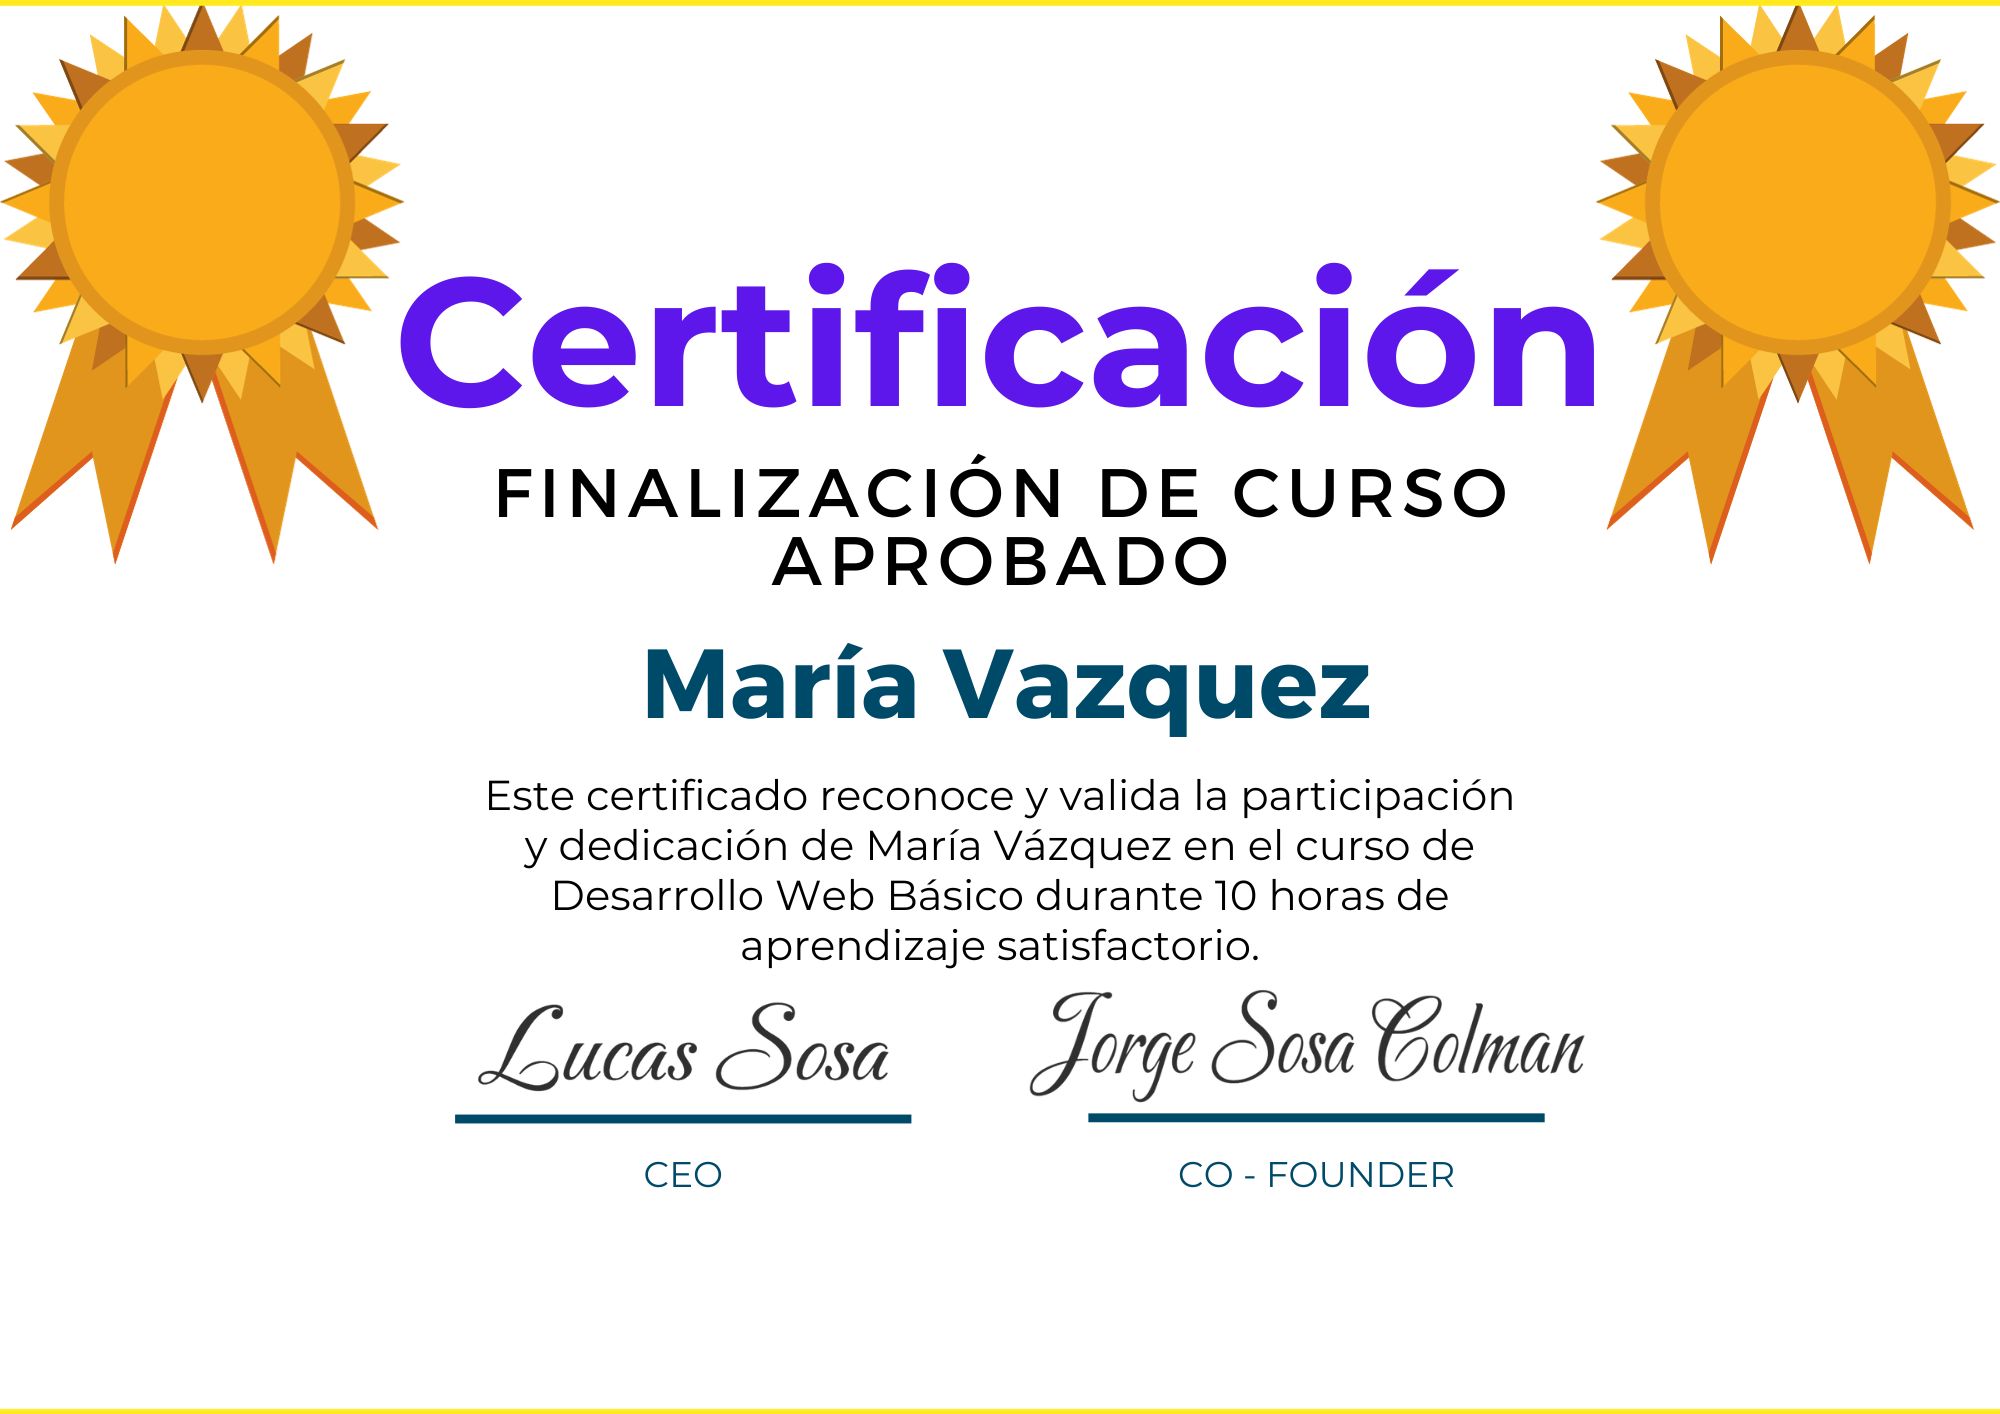 Certificación
FINALIZACIÓN DE CURSO
APROBADO
María Vazquez
Este certificado reconoce y valida la participación
y dedicación de María Vázquez en el curso de
Desarrollo Web Básico durante 10 horas de
aprendizaje satisfactorio.
Lucas Sosa
Jorge Sosa Colman
CEO
CO - FOUNDER